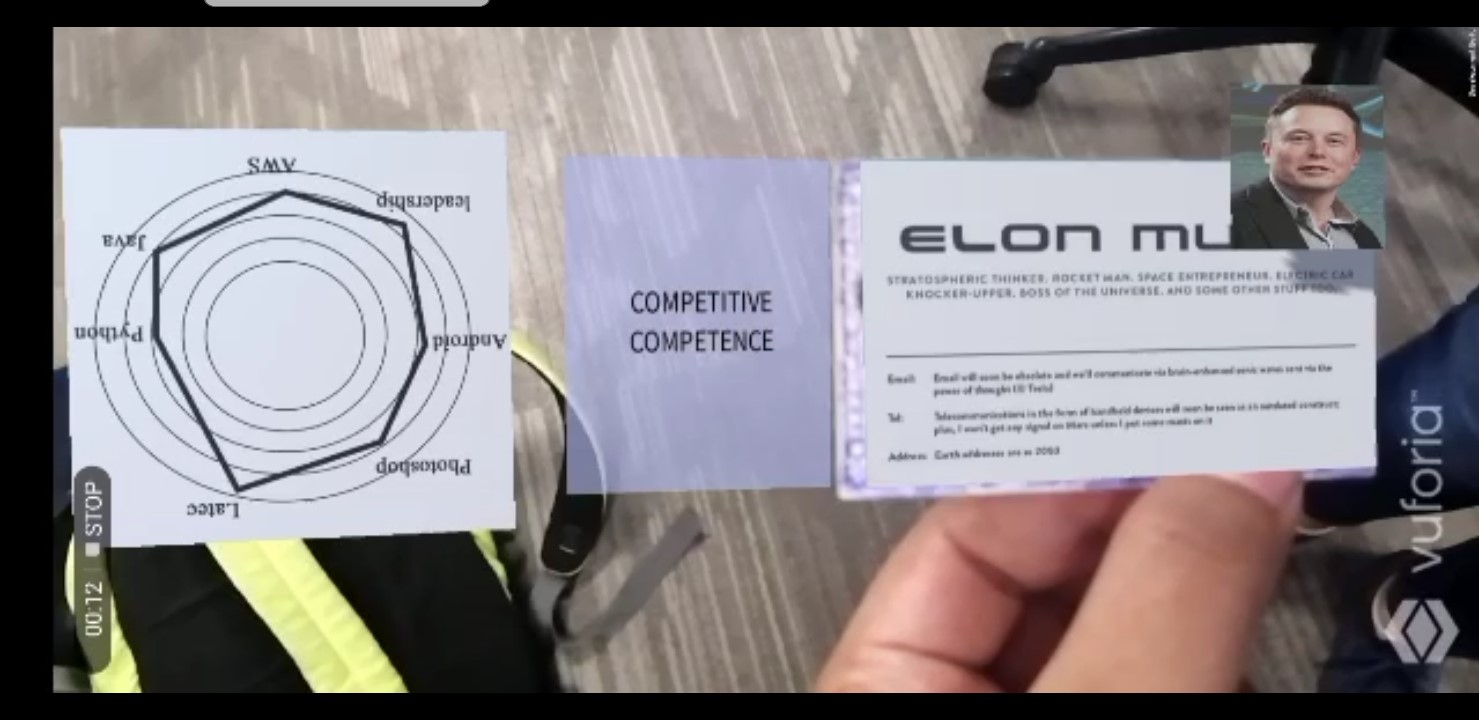 AWS
leadership
Java
Python
Android
Photoshop
Latec
COMPETITIVE
COMPETENCE
ELON MU
STRATOSPHERIC THINKER. ROCKET MAN. SPACE ENTREPRENEUR. ELECTRIC CAR
KNOCKER-UPPER. BOSS OF THE UNIVERSE. AND SOME OTHER STUFF TOO.
Email: Email will soon be obsolete and we'll communicate via brain-enhanced sonic waves sent via the
power of thought
Tel: Telecommunications in the form of handheld devices will soon be seen as an outdated construct;
plus, I won't get any signal on Mars unless I put some masts on it
Address: Earth addresses are so 2050
00:12 STOP
vuforia™